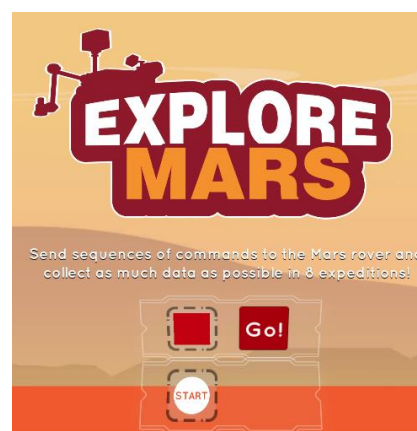 EXPLORE
MARS
Send sequences of commands to the Mars rover and
collect as much data as possible in 8 expeditions!
Go!
START